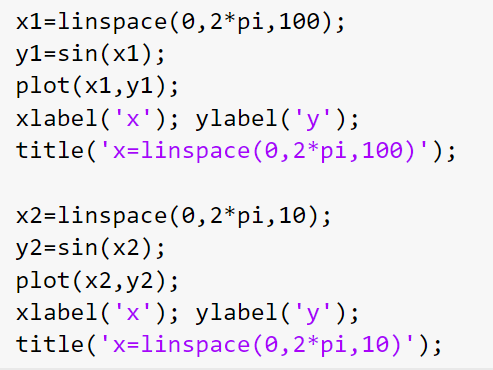 x1=linspace(0,2*pi,100);
y1=sin(x1);
plot(x1,y1);
xlabel('x'); ylabel('y');
title('x=linspace(0,2*pi,100)');

x2=linspace(0,2*pi,10);
y2=sin(x2);
plot(x2,y2);
xlabel('x'); ylabel('y');
title('x=linspace(0,2*pi,10)');